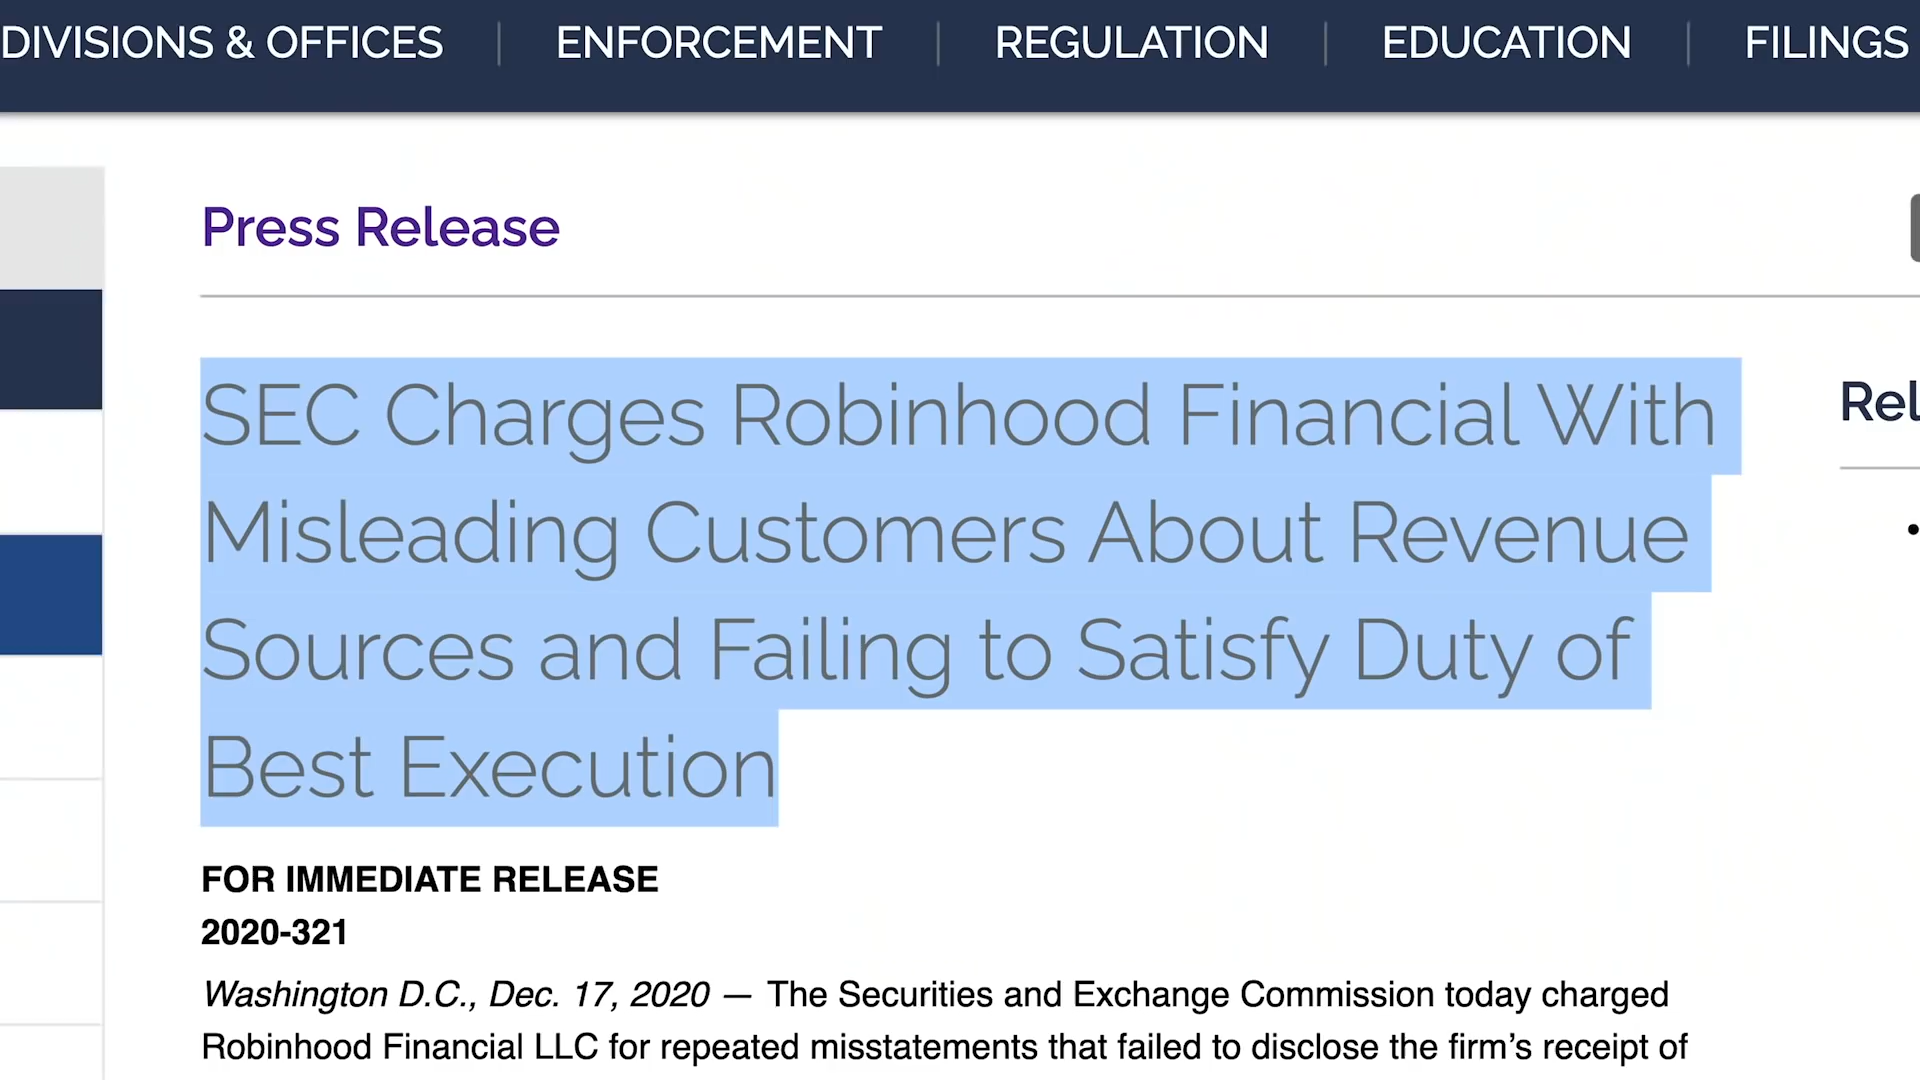 DIVISIONS & OFFICES ENFORCEMENT REGULATION EDUCATION FILINGS
Press Release
SEC Charges Robinhood Financial With
Misleading Customers About Revenue
Sources and Failing to Satisfy Duty of
Best Execution
Rel
FOR IMMEDIATE RELEASE
2020-321
Washington D.C., Dec. 17, 2020 — The Securities and Exchange Commission today charged
Robinhood Financial LLC for repeated misstatements that failed to disclose the firm’s receipt of